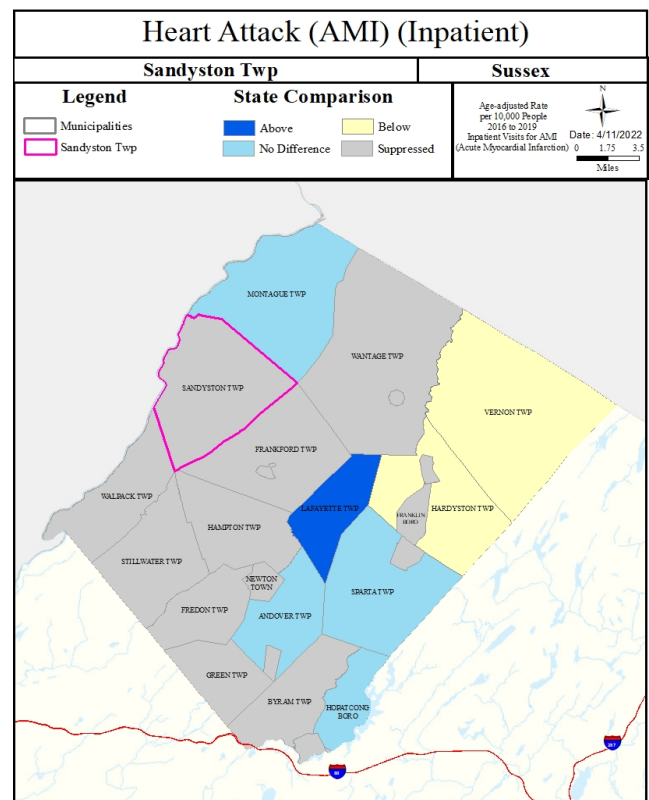 Heart Attack (AMI) (Inpatient)
Sandyston Twp
Sussex
Legend
Municipalities
Sandyston Twp
State Comparison
Above
Below
No Difference
Suppressed
Age-adjusted Rate
per 10,000 People
2016 to 2019
Inpatient Visits for AMI
(Acute Myocardial Infarction)
N
Date: 4/11/2022
0 1.75 3.5
Miles
MONTAGUE TWP
WANTAGE TWP
SANDYSTON TWP
VERNON TWP
FRANKFORD TWP
WALPACK TWP
LAFAYETTE TWP
HARDYSTON TWP
FRANKLIN
BORO
HAMPTON TWP
STILLWATER TWP
NEWTON
TOWN
SPARTA TWP
FREDON TWP
ANDOVER TWP
GREEN TWP
BYRAM TWP
HOPATCONG
BORO
80
287